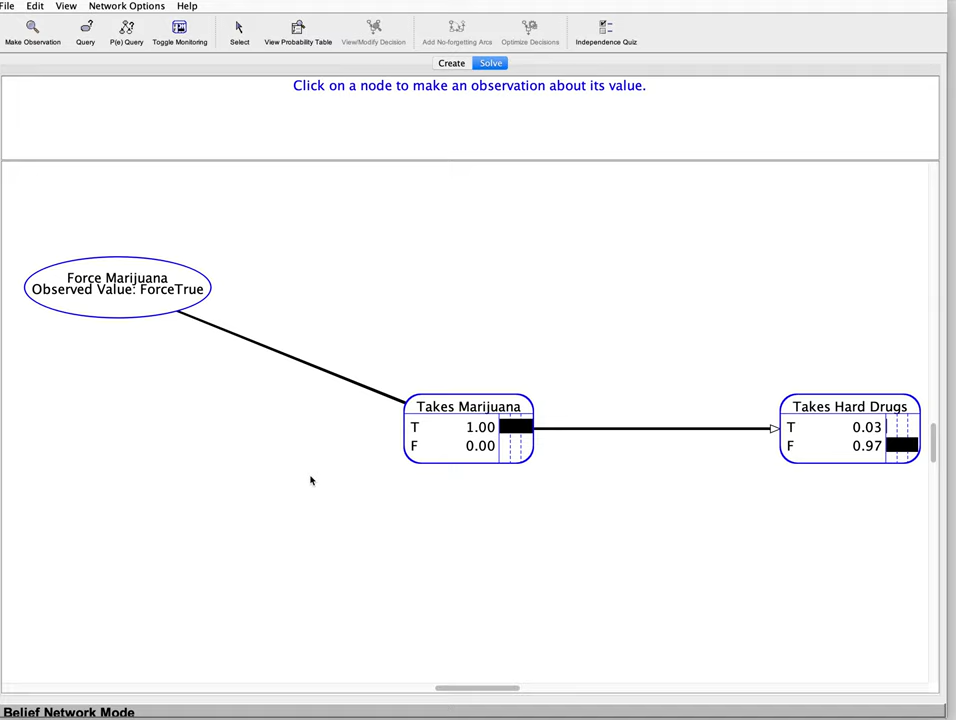 File Edit View Network Options Help
Make Observation Query P(e) Query Toggle Monitoring Select View Probability Table View/Modify Decision Add No-forgetting Arcs Optimize Decisions Independence Quiz
Create Solve
Click on a node to make an observation about its value.
Force Marijuana
Observed Value: ForceTrue
Takes Marijuana
T 1.00
F 0.00
Takes Hard Drugs
T 0.03
F 0.97
Belief Network Mode